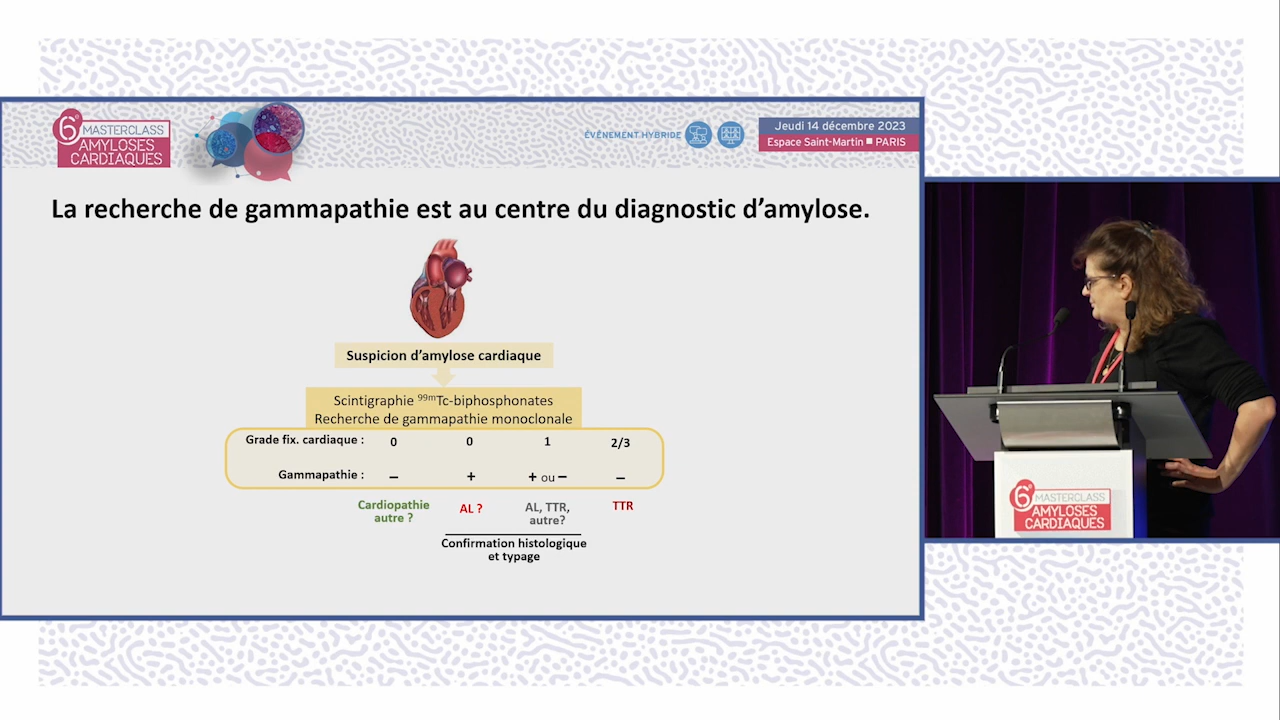 6e
MASTERCLASS
AMYLOSES
CARDIAQUES
ÉVÉNEMENT HYBRIDE
Jeudi 14 décembre 2023
Espace Saint-Martin ■ PARIS
La recherche de gammapathie est au centre du diagnostic d’amylose.
Suspicion d’amylose cardiaque
Scintigraphie 99mTc-biphosphonates
Recherche de gammapathie monoclonale
Grade fix. cardiaque : 0 0 1 2/3
Gammapathie : – + + ou – –
Cardiopathie autre ?
AL ?
AL, TTR, autre?
TTR
Confirmation histologique
et typage
6e
MASTERCLASS
AMYLOSES
CARDIAQUES